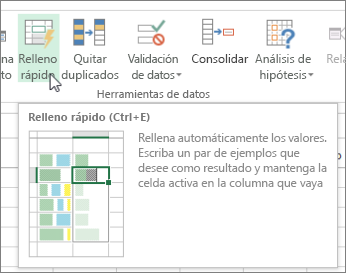 Relleno rápido
Quitar duplicados
Validación de datos
Consolidar
Análisis de hipótesis
Rela
Herramientas de datos
Relleno rápido (Ctrl+E)
Rellena automáticamente los valores.
Escriba un par de ejemplos que
desee como resultado y mantenga la
celda activa en la columna que vaya